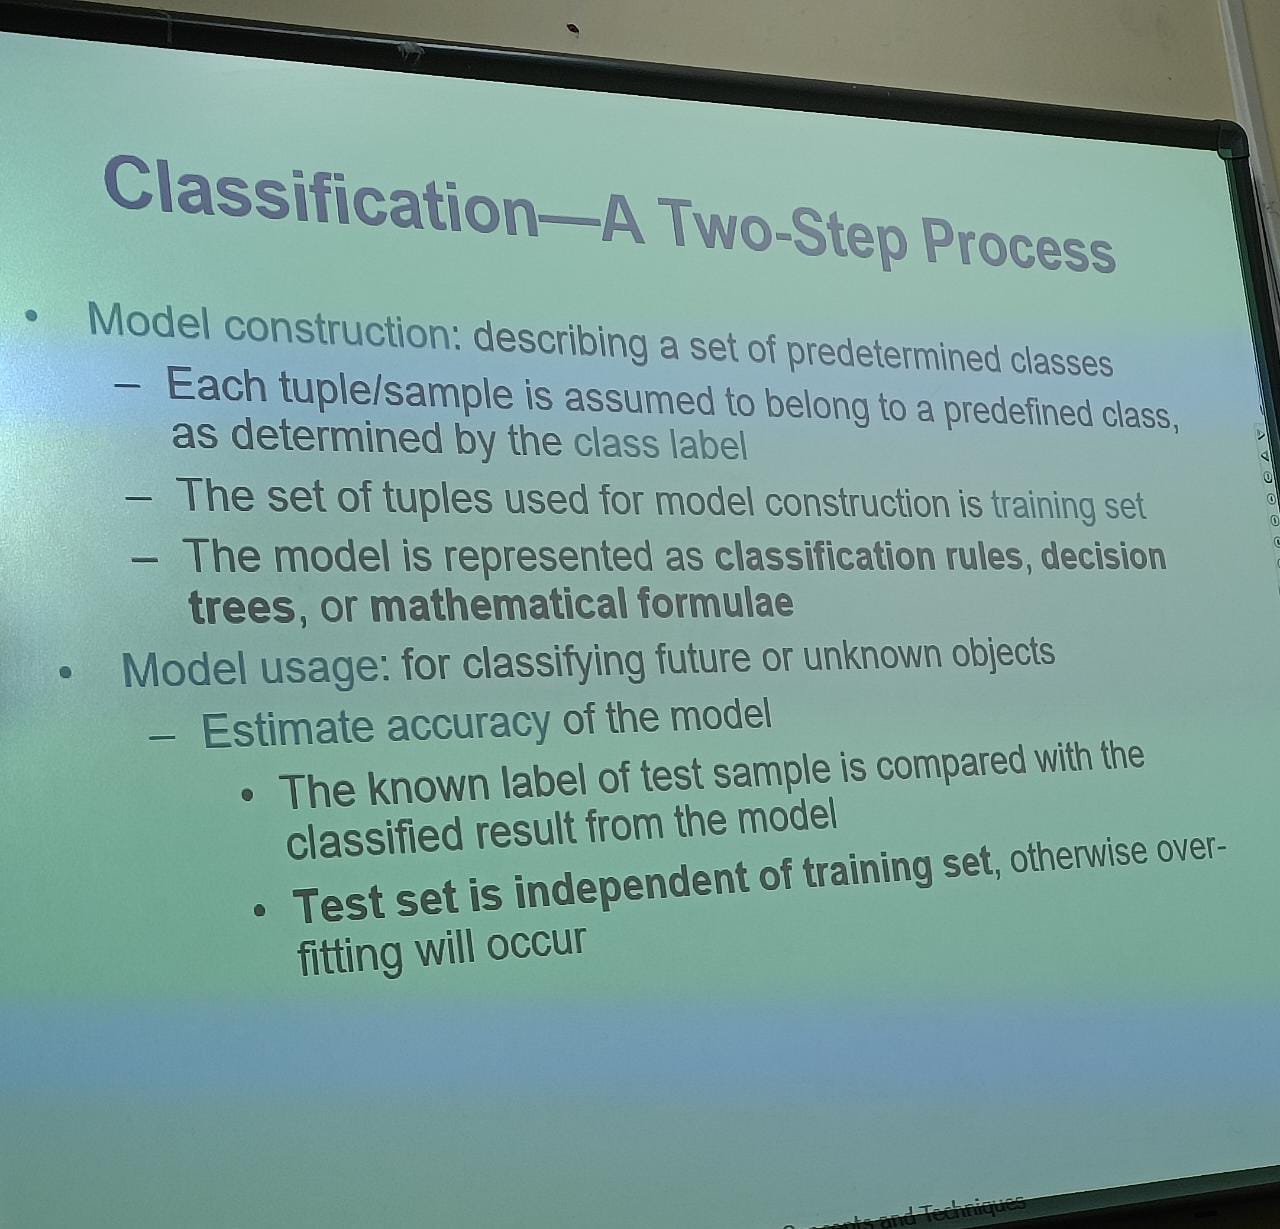 Classification—A Two-Step Process
• Model construction: describing a set of predetermined classes
– Each tuple/sample is assumed to belong to a predefined class,
as determined by the class label
– The set of tuples used for model construction is training set
– The model is represented as classification rules, decision
trees, or mathematical formulae
• Model usage: for classifying future or unknown objects
– Estimate accuracy of the model
• The known label of test sample is compared with the
classified result from the model
• Test set is independent of training set, otherwise over-
fitting will occur
and Techniques